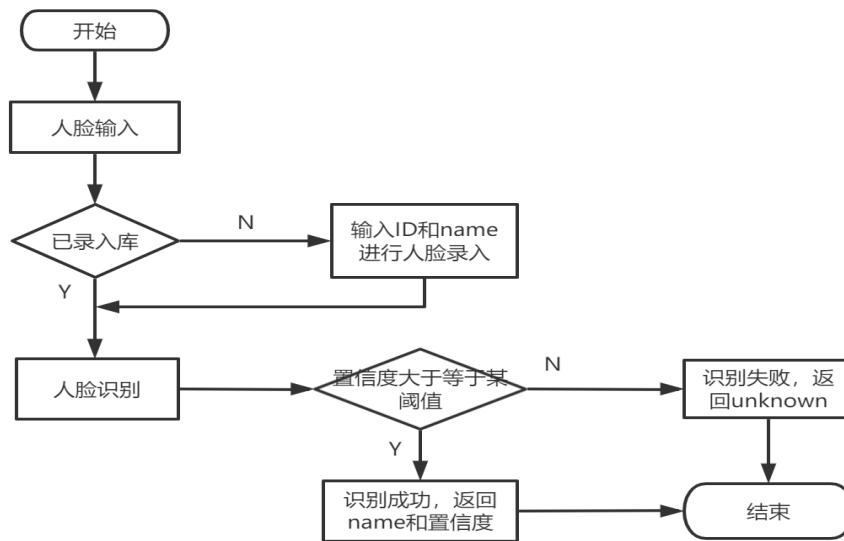 开始
人脸输入
已录入库
N
输入ID和name
进行人脸录入
Y
人脸识别
置信度大于等于某
阈值
N
识别失败，返
回unknown
Y
识别成功，返回
name和置信度
结束